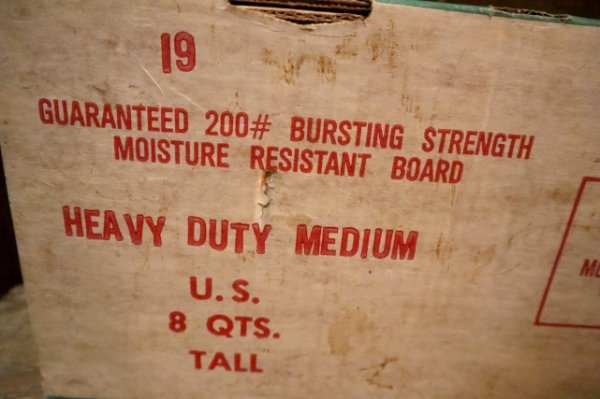 19
GUARANTEED 200# BURSTING STRENGTH
MOISTURE RESISTANT BOARD
HEAVY DUTY MEDIUM
U.S.
8 QTS.
TALL